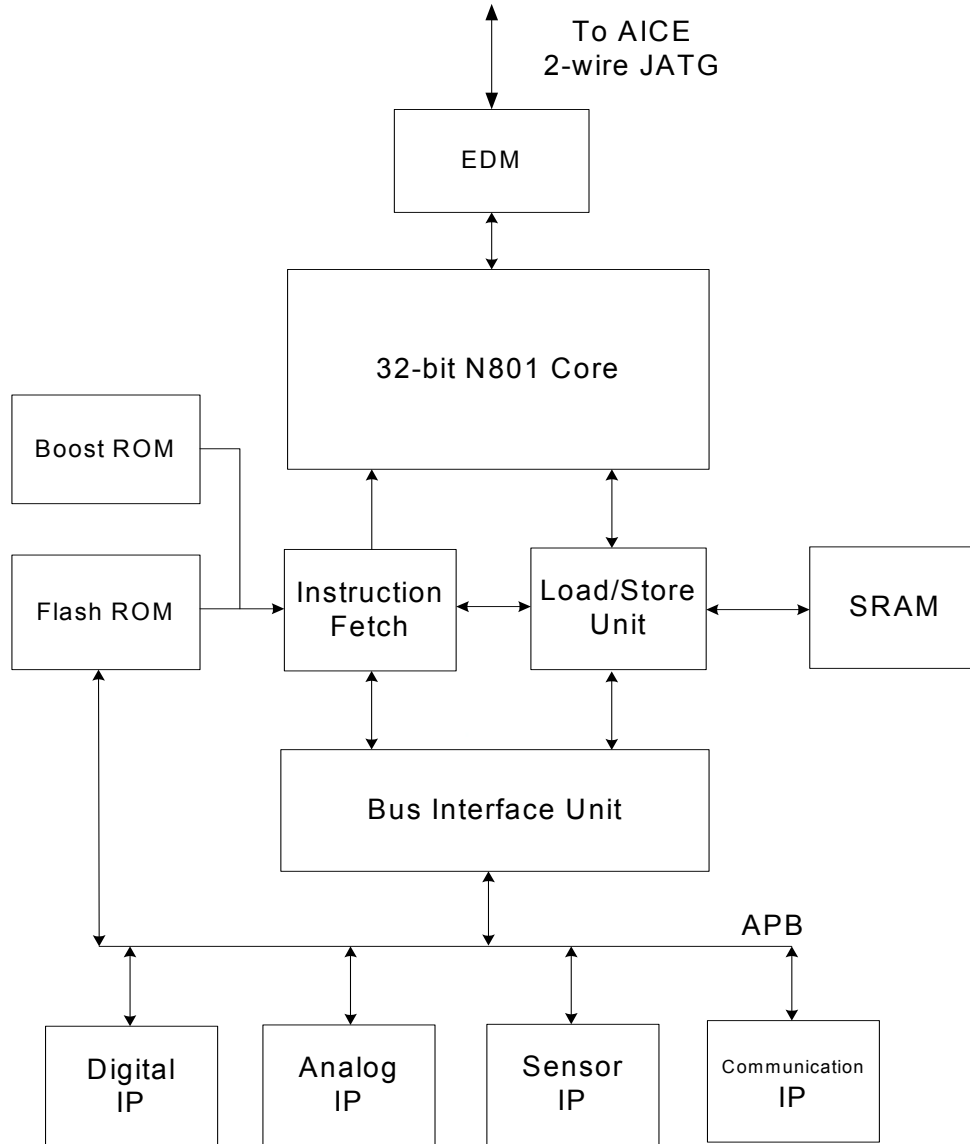 To AICE
2-wire JATG
EDM
32-bit N801 Core
Boost ROM
Flash ROM
Instruction
Fetch
Load/Store
Unit
SRAM
Bus Interface Unit
APB
Digital
IP
Analog
IP
Sensor
IP
Communication
IP